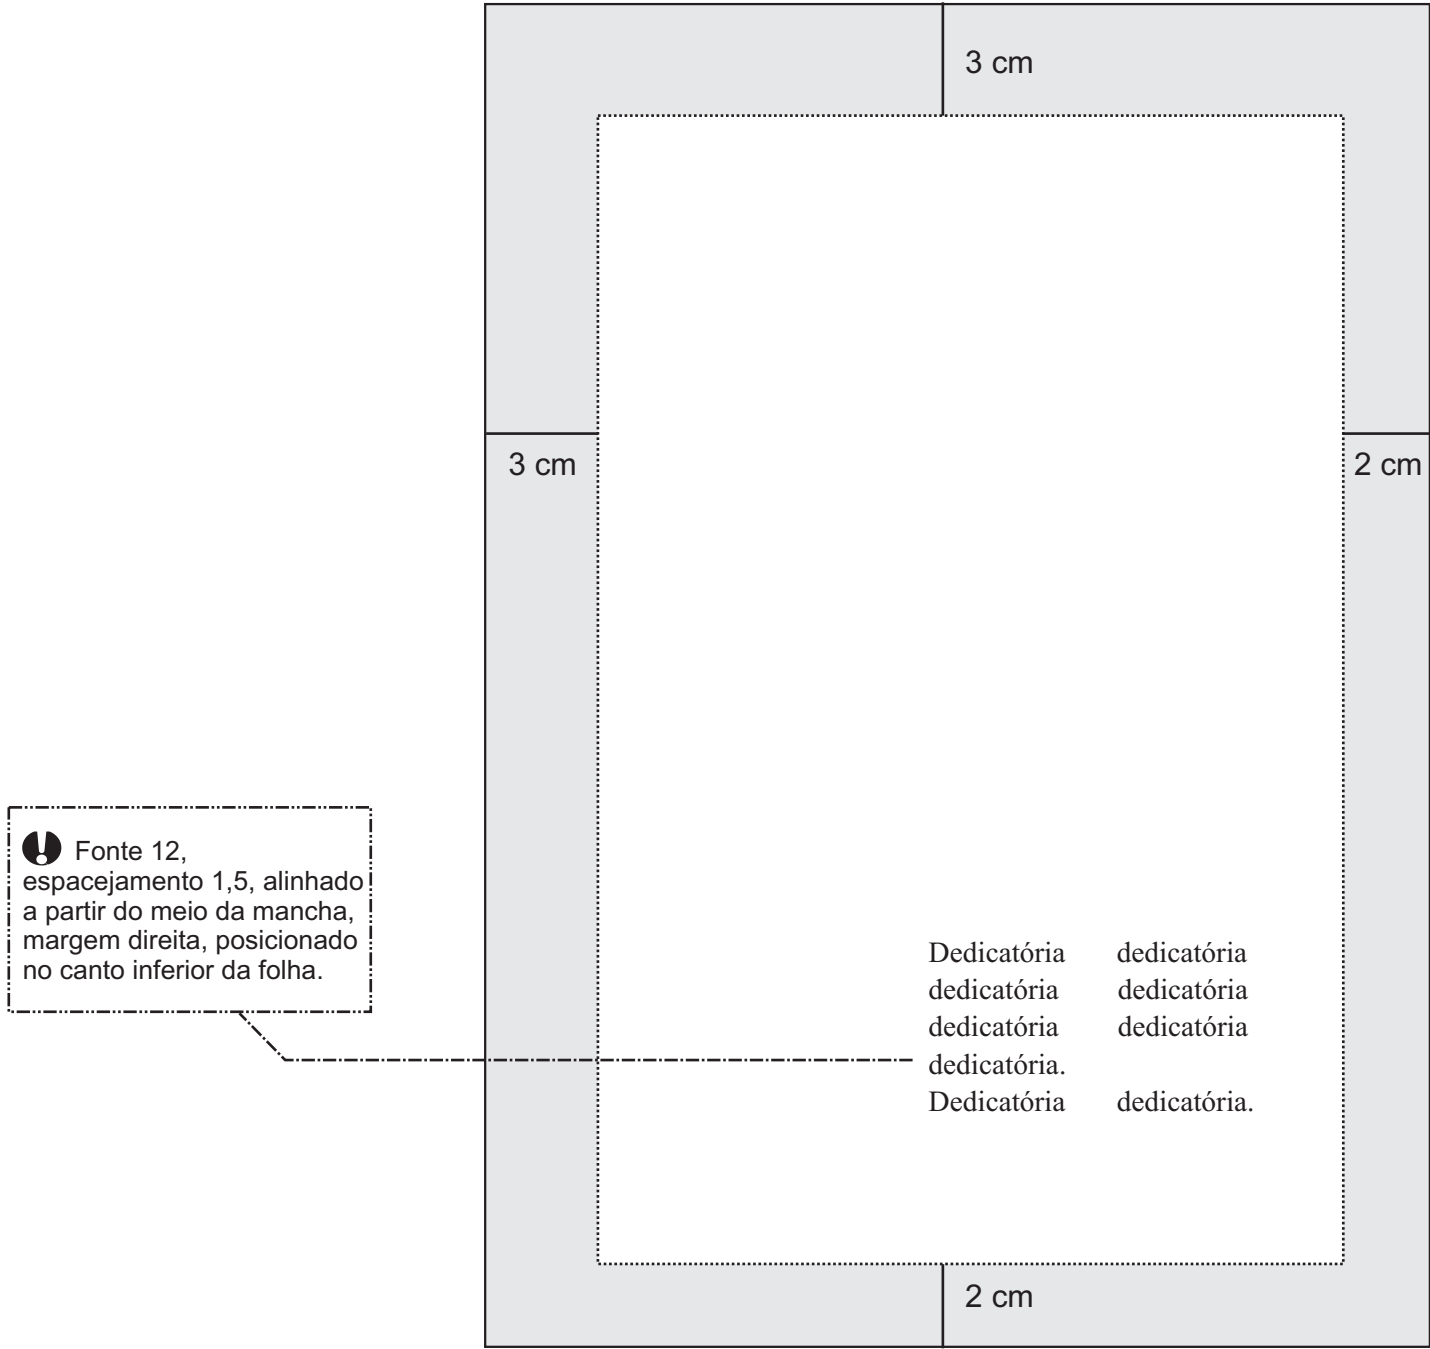 3 cm
3 cm
2 cm
Fonte 12,
espacejamento 1,5, alinhado
a partir do meio da mancha,
margem direita, posicionado
no canto inferior da folha.
Dedicatória dedicatória
dedicatória dedicatória
dedicatória dedicatória
dedicatória.
Dedicatória dedicatória.
2 cm